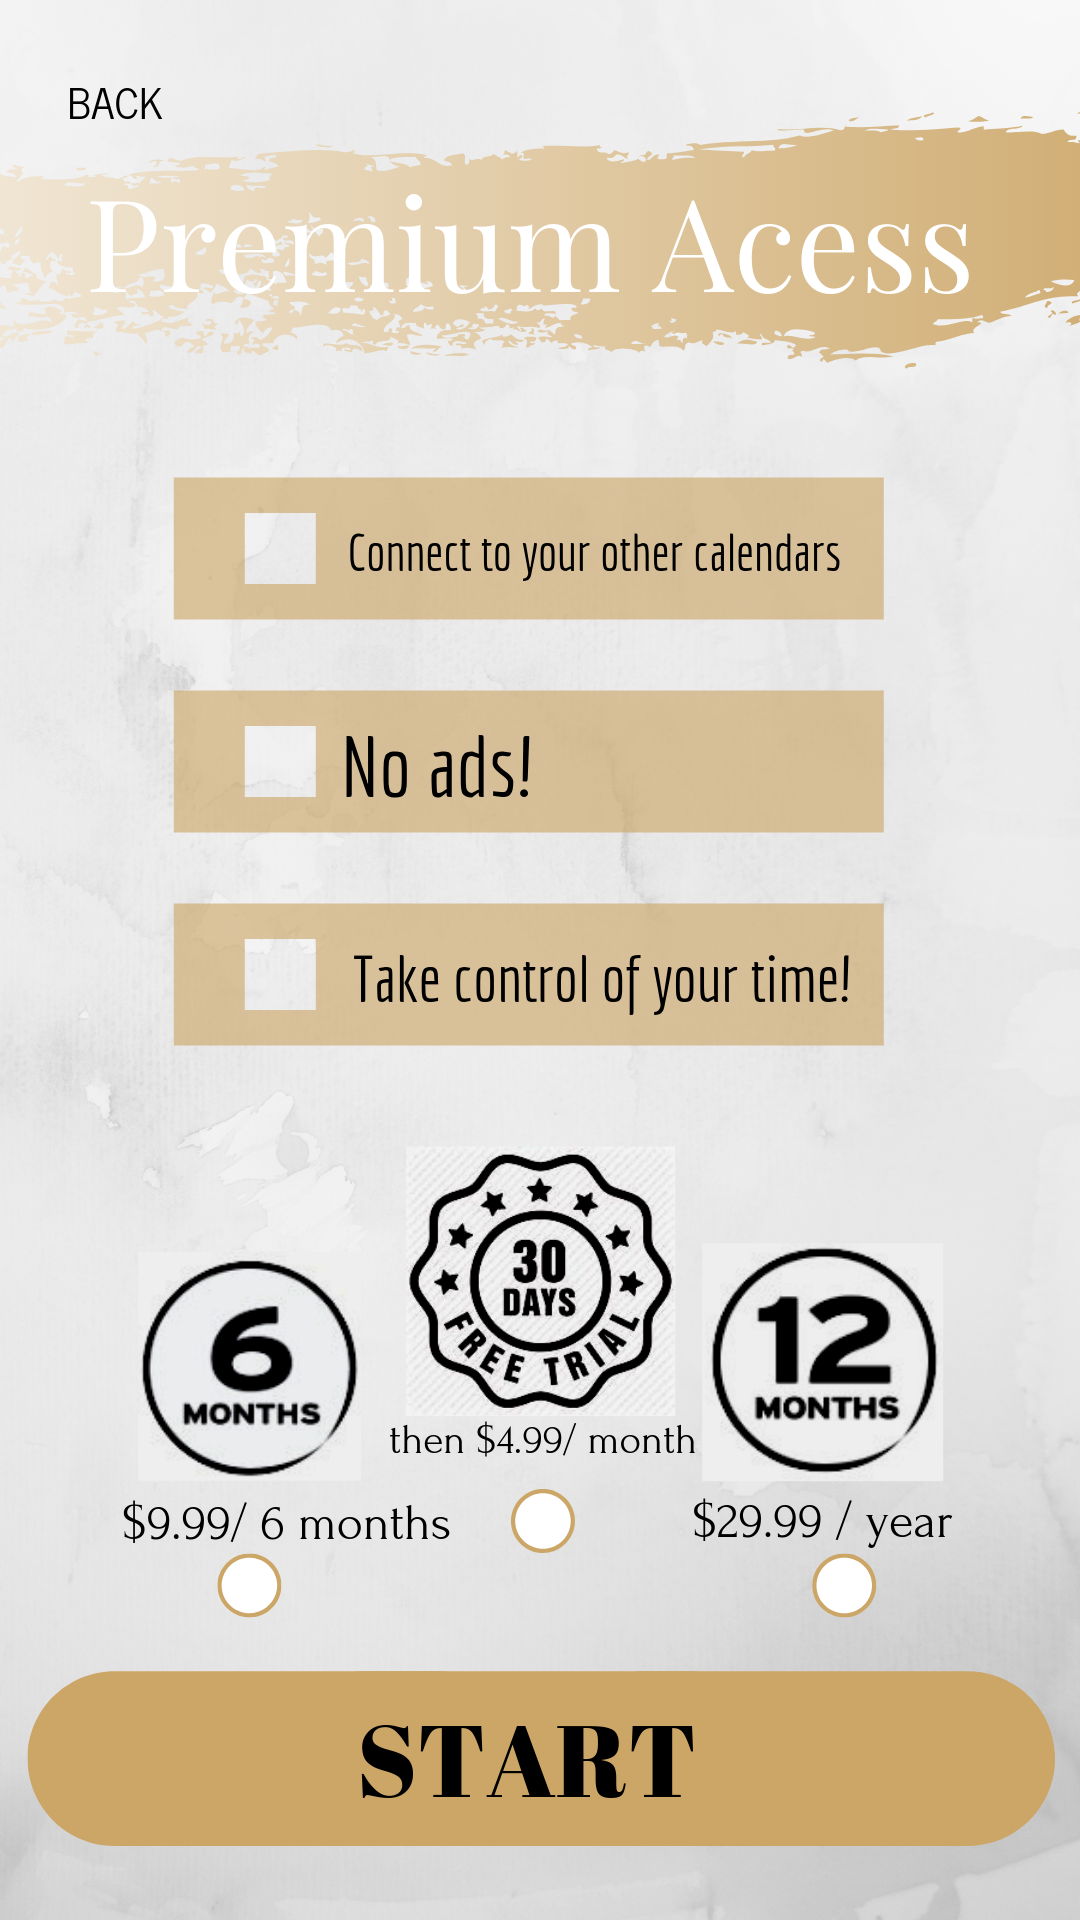 BACK
Premium Acess
Connect to your other calendars
No ads!
Take control of your time!
6
MONTHS
$9.99/ 6 months
30
DAYS
FREE TRIAL
then $4.99/ month
12
MONTHS
$29.99 / year
START